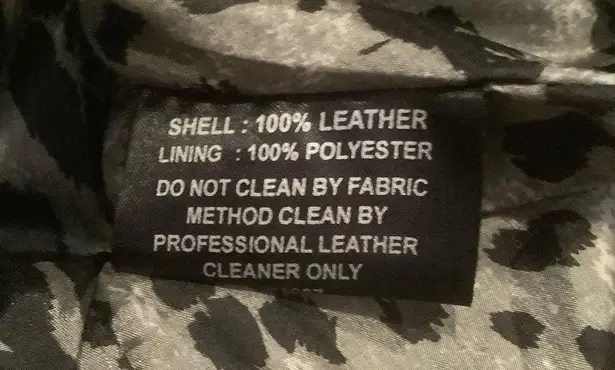 SHELL : 100% LEATHER
LINING : 100% POLYESTER
DO NOT CLEAN BY FABRIC
METHOD CLEAN BY
PROFESSIONAL LEATHER
CLEANER ONLY